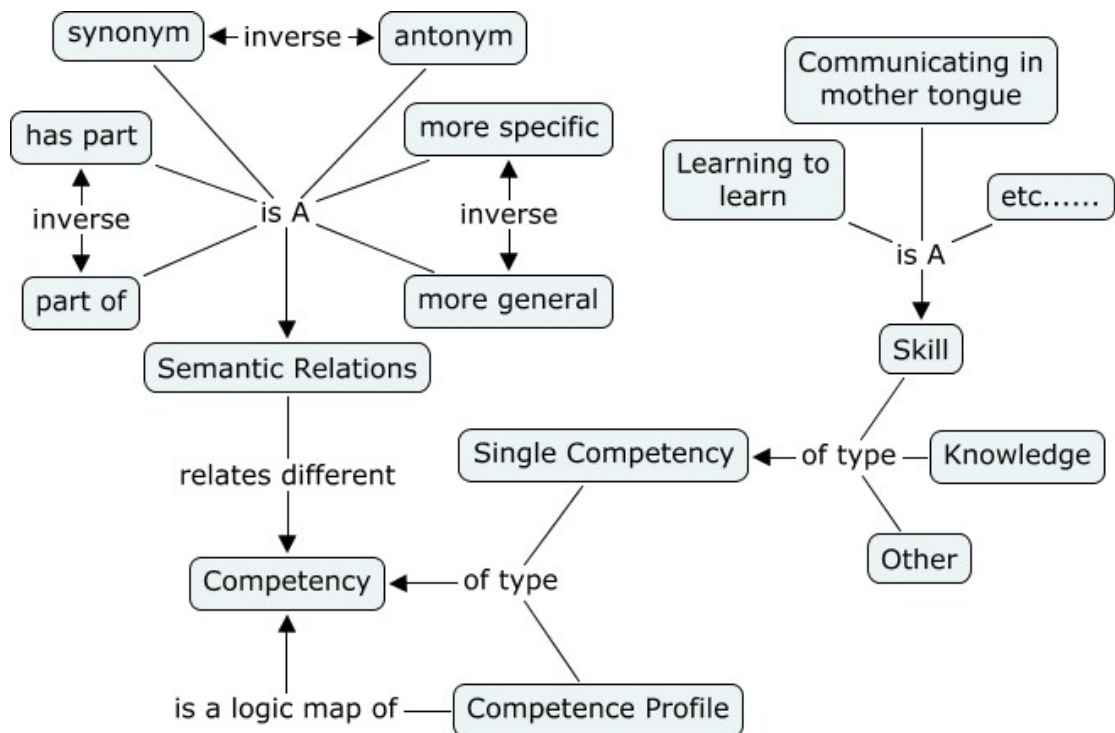 synonym
inverse
antonym
Communicating in
mother tongue
has part
more specific
Learning to
learn
etc......
inverse
is A
inverse
is A
part of
more general
Skill
Semantic Relations
Single Competency
of type
Knowledge
relates different
Other
Competency
of type
is a logic map of
Competence Profile